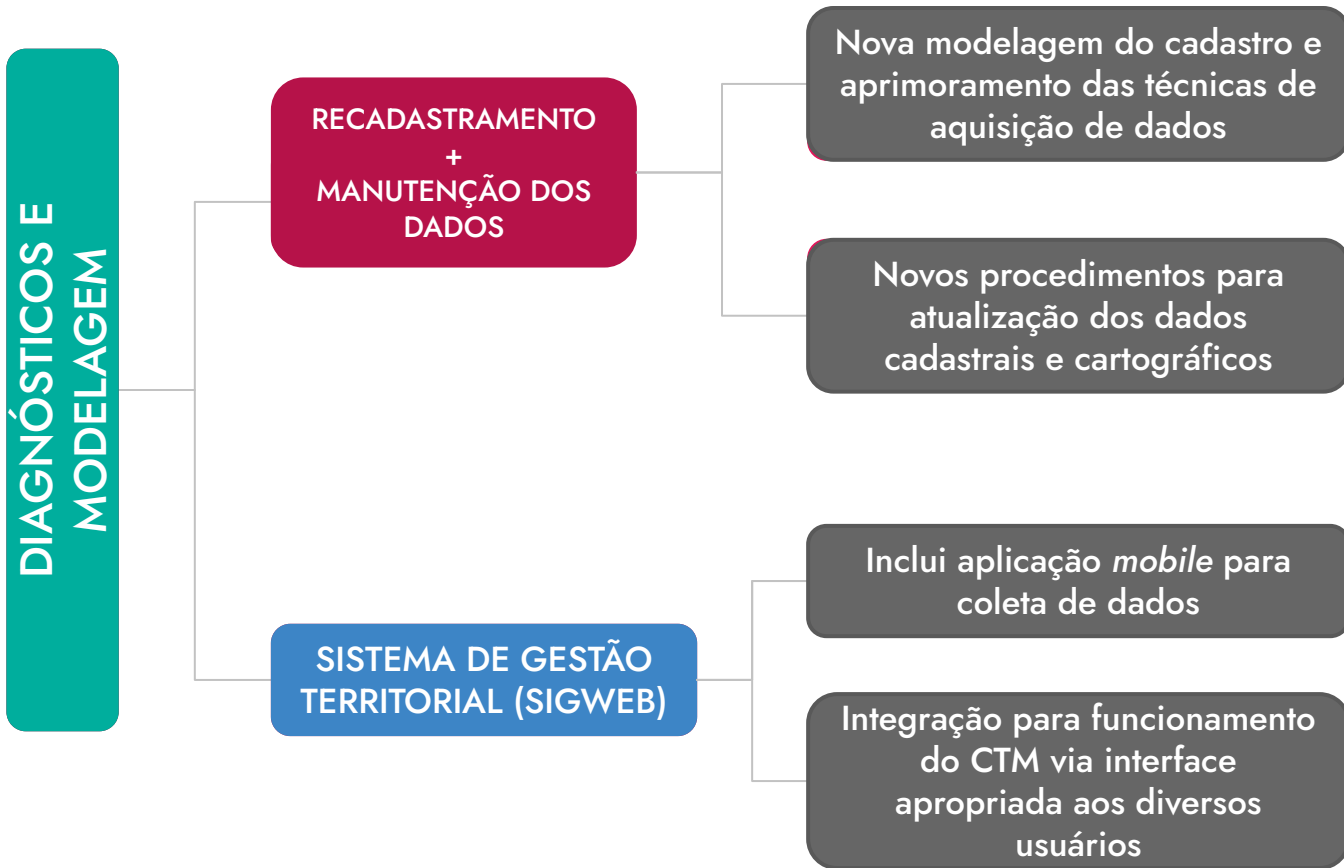 DIAGNÓSTICOS E
MODELAGEM
RECADASTRAMENTO
+
MANUTENÇÃO DOS
DADOS
Nova modelagem do cadastro e
aprimoramento das técnicas de
aquisição de dados
Novos procedimentos para
atualização dos dados
cadastrais e cartográficos
SISTEMA DE GESTÃO
TERRITORIAL (SIGWEB)
Inclui aplicação mobile para
coleta de dados
Integração para funcionamento
do CTM via interface
apropriada aos diversos
usuários